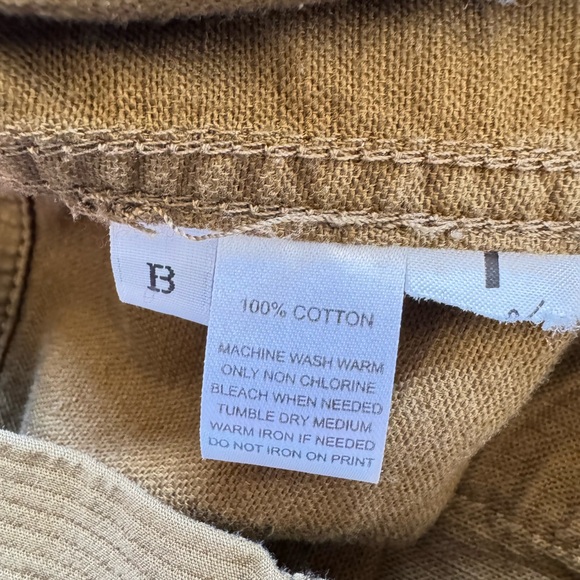 B
100% COTTON
MACHINE WASH WARM
ONLY NON CHLORINE
BLEACH WHEN NEEDED
TUMBLE DRY MEDIUM
WARM IRON IF NEEDED
DO NOT IRON ON PRINT